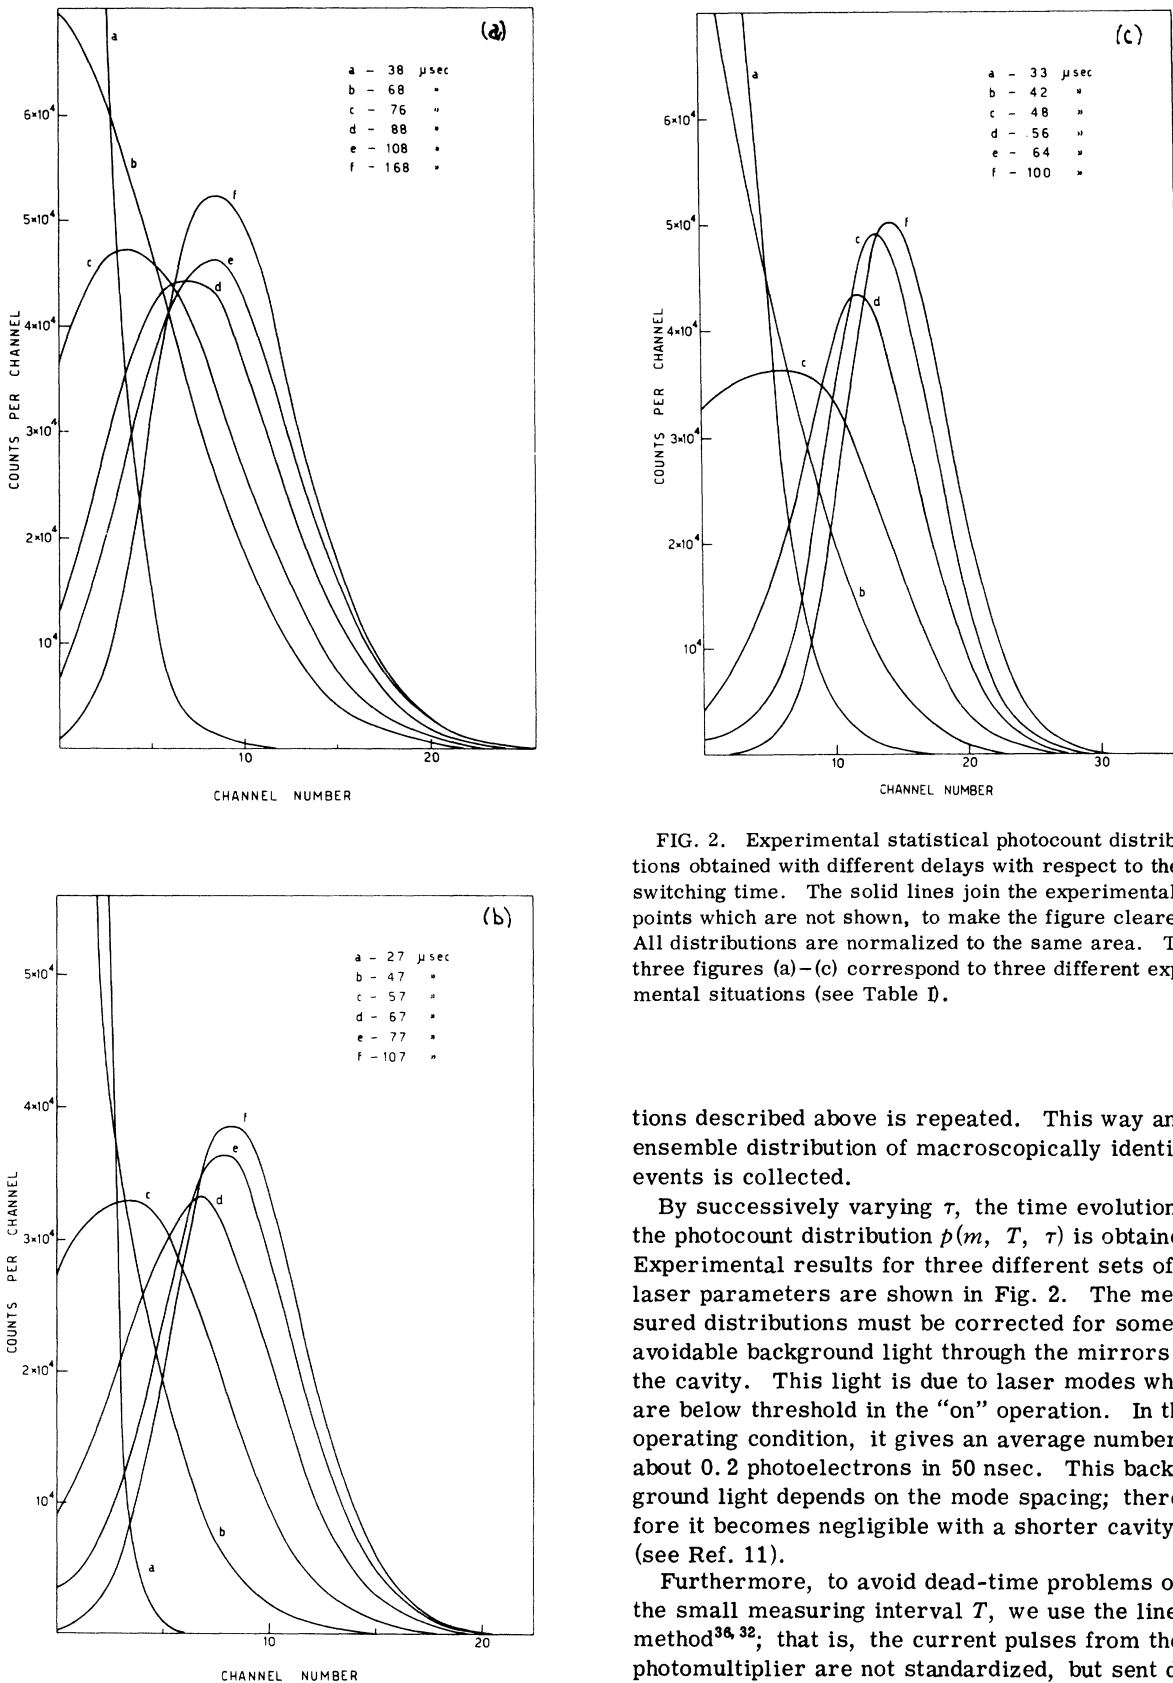 (a)
a
a - 38 μsec
b - 68 "
c - 76 "
d - 88 "
e - 108 "
f - 168 "
6×10⁴
b
5×10⁴
f
c
e
d
4×10⁴
COUNTS PER CHANNEL
3×10⁴
2×10⁴
10⁴
10 20
CHANNEL NUMBER
(b)
a - 27 μsec
b - 47 "
c - 57 "
d - 67 "
e - 77 "
f - 107 "
5×10⁴
4×10⁴
f
e
c
d
3×10⁴
COUNTS PER CHANNEL
2×10⁴
10⁴
b
a
10 20
CHANNEL NUMBER
(c)
a
a - 33 μsec
b - 42 "
c - 48 "
d - 56 "
e - 64 "
f - 100 "
6×10⁴
5×10⁴
f
c
d
4×10⁴
c
COUNTS PER CHANNEL
3×10⁴
2×10⁴
b
10⁴
10 20 30
CHANNEL NUMBER
FIG. 2. Experimental statistical photocount distrib
tions obtained with different delays with respect to the
switching time. The solid lines join the experimental
points which are not shown, to make the figure cleare
All distributions are normalized to the same area. T
three figures (a)–(c) correspond to three different exp
mental situations (see Table I).
tions described above is repeated. This way an
ensemble distribution of macroscopically identi
events is collected.
By successively varying τ, the time evolution
the photocount distribution p(m, T, τ) is obtaine
Experimental results for three different sets of
laser parameters are shown in Fig. 2. The me
sured distributions must be corrected for some
avoidable background light through the mirrors
the cavity. This light is due to laser modes wh
are below threshold in the “on” operation. In th
operating condition, it gives an average number
about 0.2 photoelectrons in 50 nsec. This back
ground light depends on the mode spacing; there
fore it becomes negligible with a shorter cavity
(see Ref. 11).
Furthermore, to avoid dead-time problems o
the small measuring interval T, we use the line
method³⁶,³²; that is, the current pulses from the
photomultiplier are not standardized, but sent d